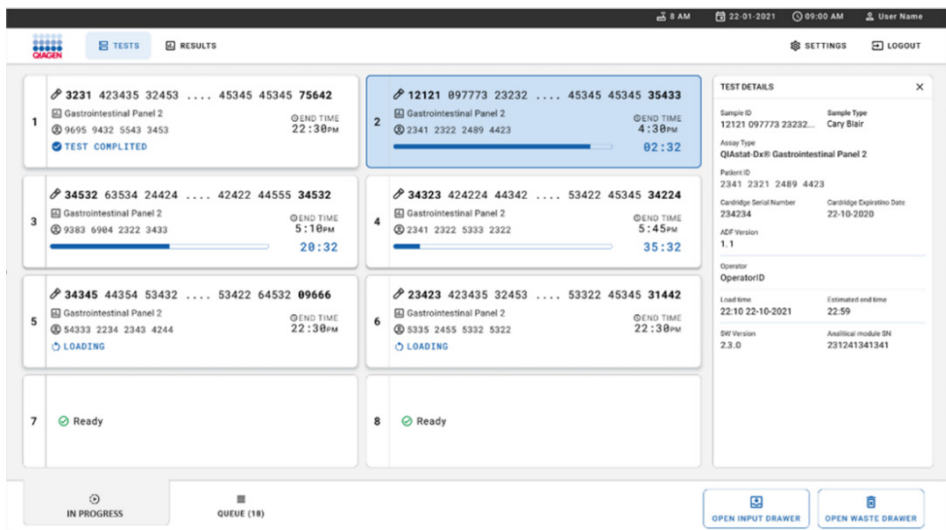 8 AM 22-01-2021 09:00 AM User Name
QIAGEN TESTS RESULTS SETTINGS LOGOUT
1
3231 423435 32453 .... 45345 45345 75642
Gastrointestinal Panel 2
9695 9432 5543 3453
TEST COMPLITED
END TIME
22:30PM
2
12121 097773 23232 .... 45345 45345 35433
Gastrointestinal Panel 2
2341 2322 2489 4423
END TIME
4:30PM
02:32
3
34532 63534 24424 .... 42422 44555 34532
Gastrointestinal Panel 2
9383 6904 2322 3433
END TIME
5:10PM
20:32
4
34323 424224 44342 .... 53422 45345 34224
Gastrointestinal Panel 2
2341 2322 5333 2322
END TIME
5:45PM
35:32
5
34345 44354 53432 .... 53422 64532 09666
Gastrointestinal Panel 2
54333 2234 2343 4244
LOADING
END TIME
22:30PM
6
23423 423435 32453 .... 53322 45345 31442
Gastrointestinal Panel 2
5335 2455 5332 5322
LOADING
END TIME
22:30PM
7
Ready
8
Ready
TEST DETAILS
Sample ID Sample Type
12121 097773 23232... Cary Blair
Assay Type
QIAstat-Dx® Gastrointestinal Panel 2
Patient ID
2341 2321 2489 4423
Cardridge Serial Number Cardridge Expiratino Date
234234 22-10-2020
ADF Version
1.1
Operator
OperatorID
Load time Estimated end time
22:10 22-10-2021 22:59
SW Version Analitical module SN
2.3.0 231241341341
IN PROGRESS QUEUE (18) OPEN INPUT DRAWER OPEN WASTE DRAWER